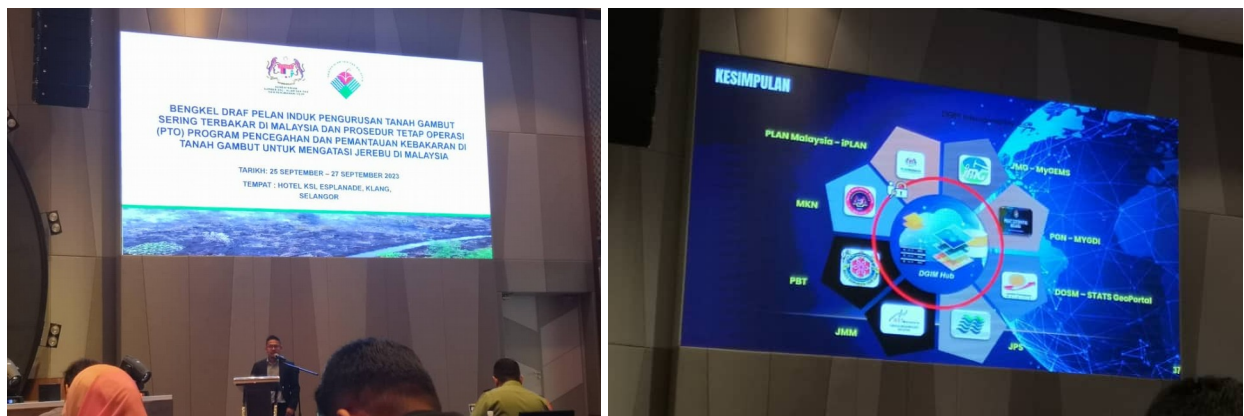 BENGKEL DRAF PELAN INDUK PENGURUSAN TANAH GAMBUT
SERING TERBAKAR DI MALAYSIA DAN PROSEDUR TETAP OPERASI
(PTO) PROGRAM PENCEGAHAN DAN PEMANTAUAN KEBAKARAN DI
TANAH GAMBUT UNTUK MENGATASI JEREBU DI MALAYSIA
TARIKH: 25 SEPTEMBER – 27 SEPTEMBER 2023
TEMPAT : HOTEL KSL ESPLANADE, KLANG,
SELANGOR
KESIMPULAN
PLAN Malaysia – iPLAN
JMG – MyGEMS
MKN
PGN – MYGDI
DGIM Hub
PBT
DOSM – STATS GeoPortal
JMM
JPS
37